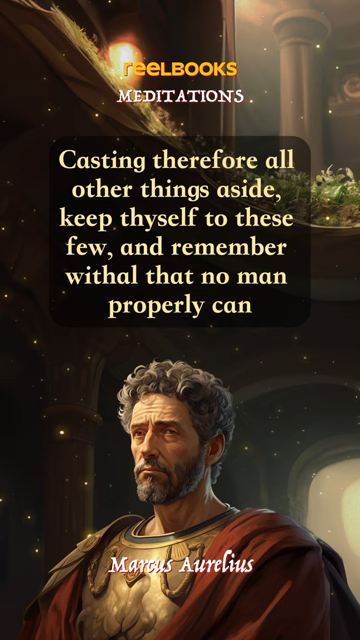 reelBOOKS
MEDITATIONS
Casting therefore all
other things aside,
keep thyself to these
few, and remember
withal that no man
properly can
Marcus Aurelius